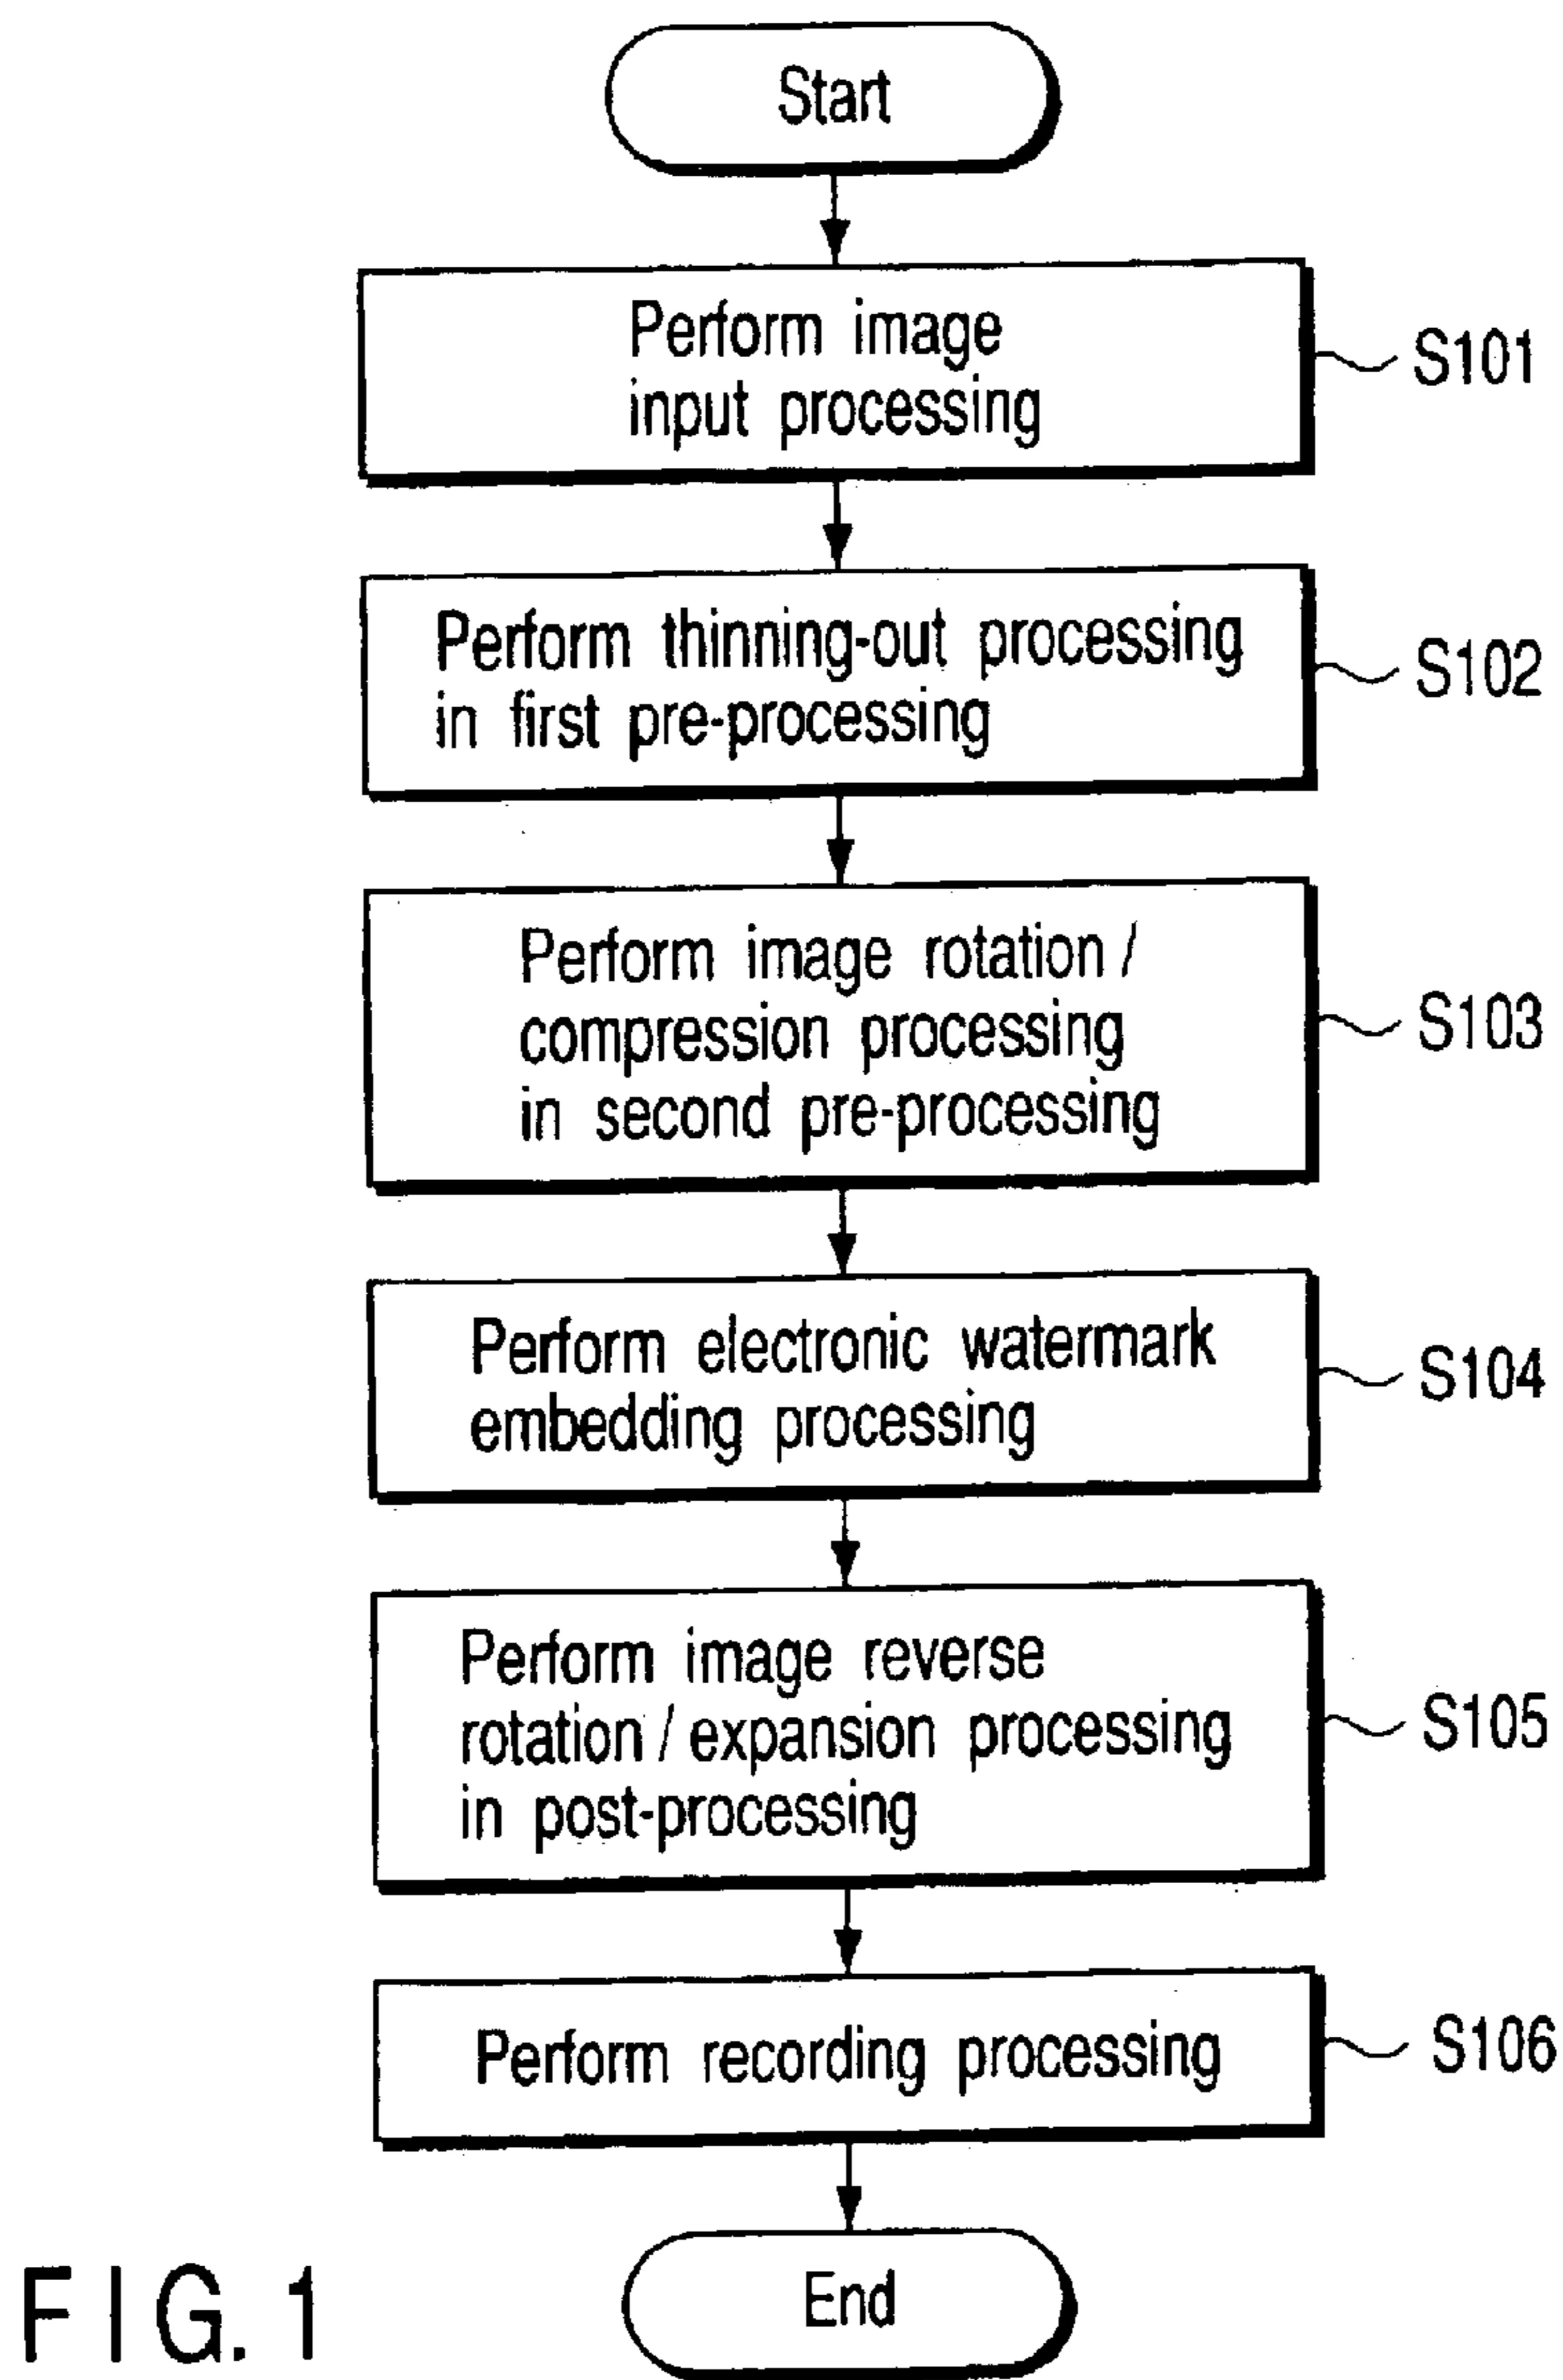 Start
Perform image
input processing
S101
Perform thinning-out processing
in first pre-processing
S102
Perform image rotation /
compression processing
in second pre-processing
S103
Perform electronic watermark
embedding processing
S104
Perform image reverse
rotation / expansion processing
in post-processing
S105
Perform recording processing
S106
End
FIG. 1